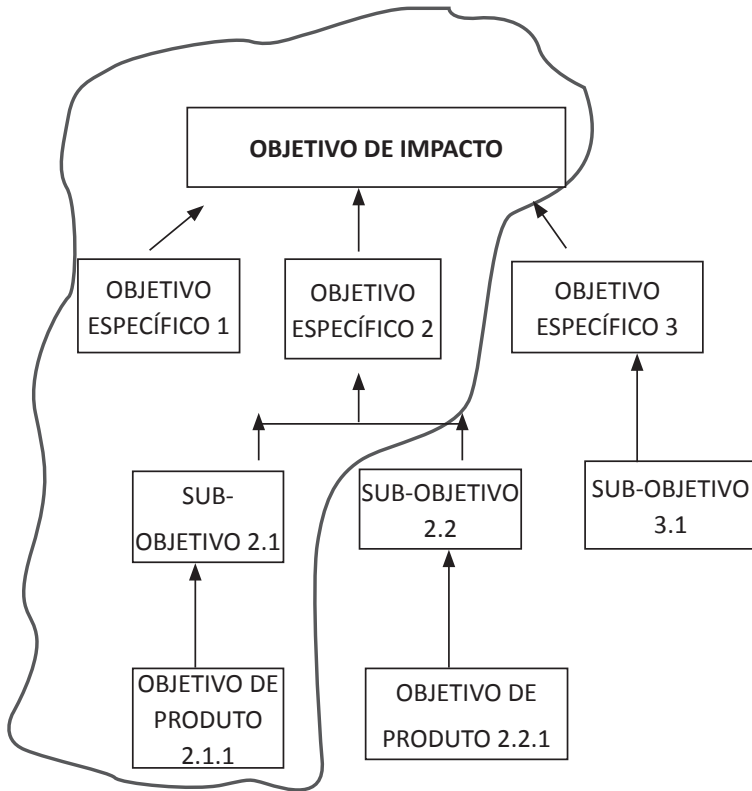 OBJETIVO DE IMPACTO
OBJETIVO
ESPECÍFICO 1
OBJETIVO
ESPECÍFICO 2
OBJETIVO
ESPECÍFICO 3
SUB-
OBJETIVO 2.1
SUB-OBJETIVO
2.2
SUB-OBJETIVO
3.1
OBJETIVO DE
PRODUTO
2.1.1
OBJETIVO DE
PRODUTO 2.2.1